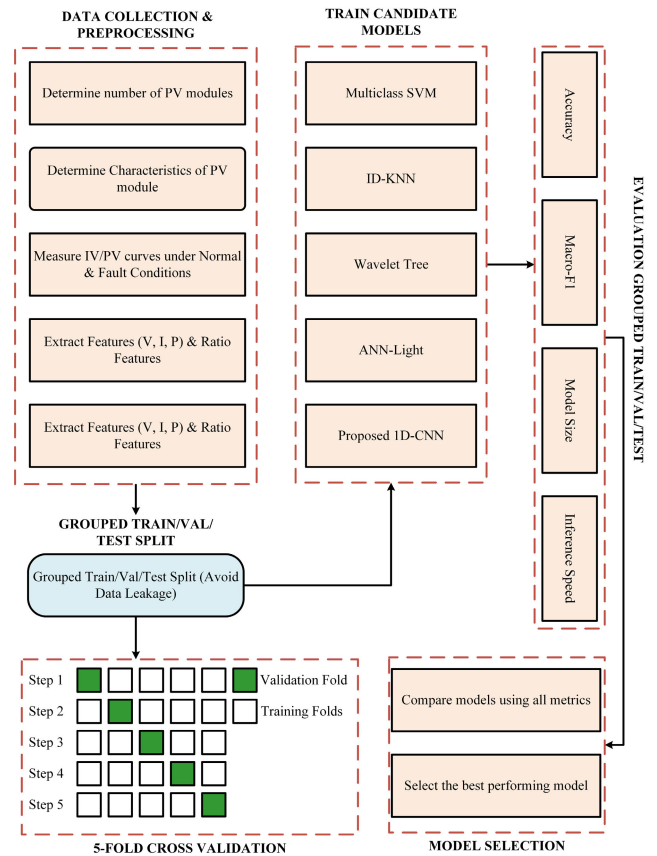 DATA COLLECTION &
PREPROCESSING
Determine number of PV modules
Determine Characteristics of PV
module
Measure IV/PV curves under Normal
& Fault Conditions
Extract Features (V, I, P) & Ratio
Features
Extract Features (V, I, P) & Ratio
Features
GROUPED TRAIN/VAL/
TEST SPLIT
Grouped Train/Val/Test Split (Avoid
Data Leakage)
Step 1
Validation Fold
Step 2
Training Folds
Step 3
Step 4
Step 5
5-FOLD CROSS VALIDATION
TRAIN CANDIDATE
MODELS
Multiclass SVM
ID-KNN
Wavelet Tree
ANN-Light
Proposed 1D-CNN
Accuracy
Macro-F1
Model Size
Inference Speed
EVALUATION GROUPED TRAIN/VAL/TEST
Compare models using all metrics
Select the best performing model
MODEL SELECTION